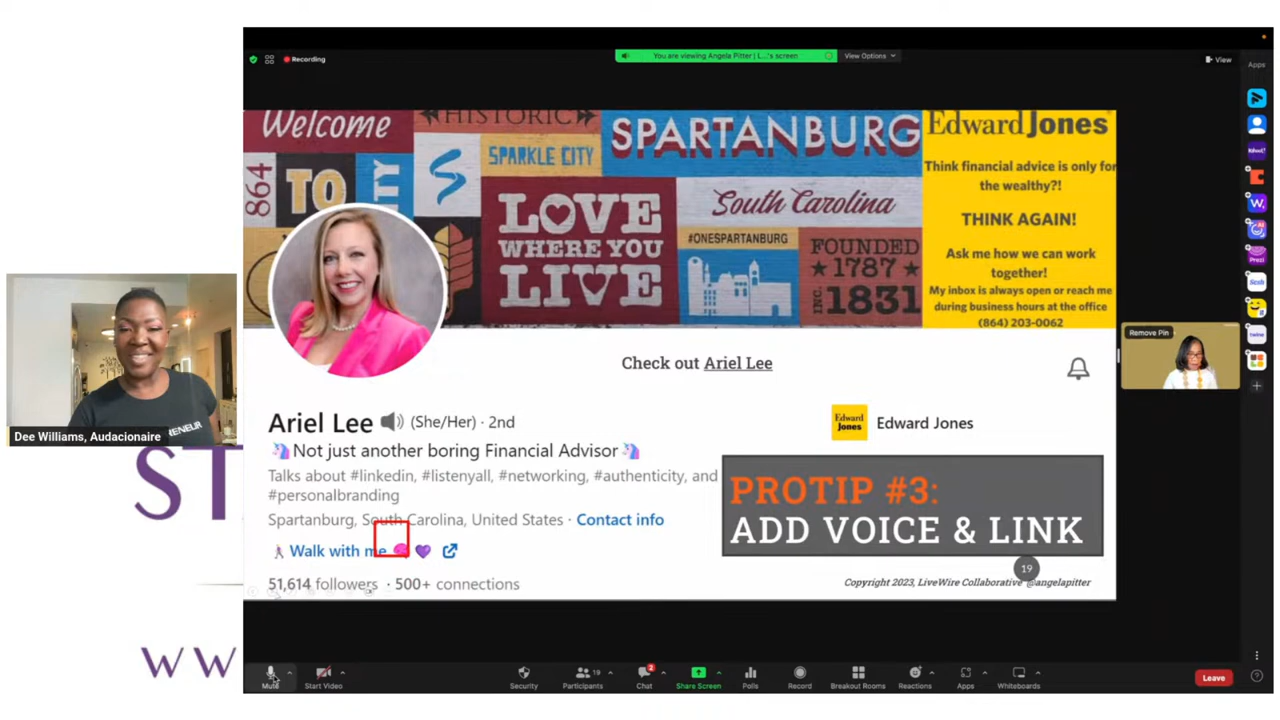 Recording
You are viewing Angela Pitter | L...'s screen
View Options
View
Apps
Welcome
HISTORIC
864
TO
CITY
SPARKLE CITY
SPARTANBURG
LOVE
WHERE YOU
LIVE
South Carolina
#ONESPARTANBURG
FOUNDED
1787
INC. 1831
Edward Jones
Think financial advice is only for
the wealthy?!
THINK AGAIN!
Ask me how we can work
together!
My inbox is always open or reach me
during business hours at the office
(864) 203-0062
Remove Pin
Check out Ariel Lee
Ariel Lee (She/Her) · 2nd
Edward Jones
Edward Jones
Not just another boring Financial Advisor
Talks about #linkedin, #listenyall, #networking, #authenticity, and
#personalbranding
Spartanburg, South Carolina, United States · Contact info
Walk with me
51,614 followers · 500+ connections
PROTIP #3:
ADD VOICE & LINK
19
Copyright 2023, LiveWire Collaborative @angelapitter
Dee Williams, Audacionaire
RENEUR
ST
WW
Mute
Start Video
Security
19
Participants
2
Chat
Share Screen
Polls
Record
Breakout Rooms
Reactions
Apps
Whiteboards
Leave